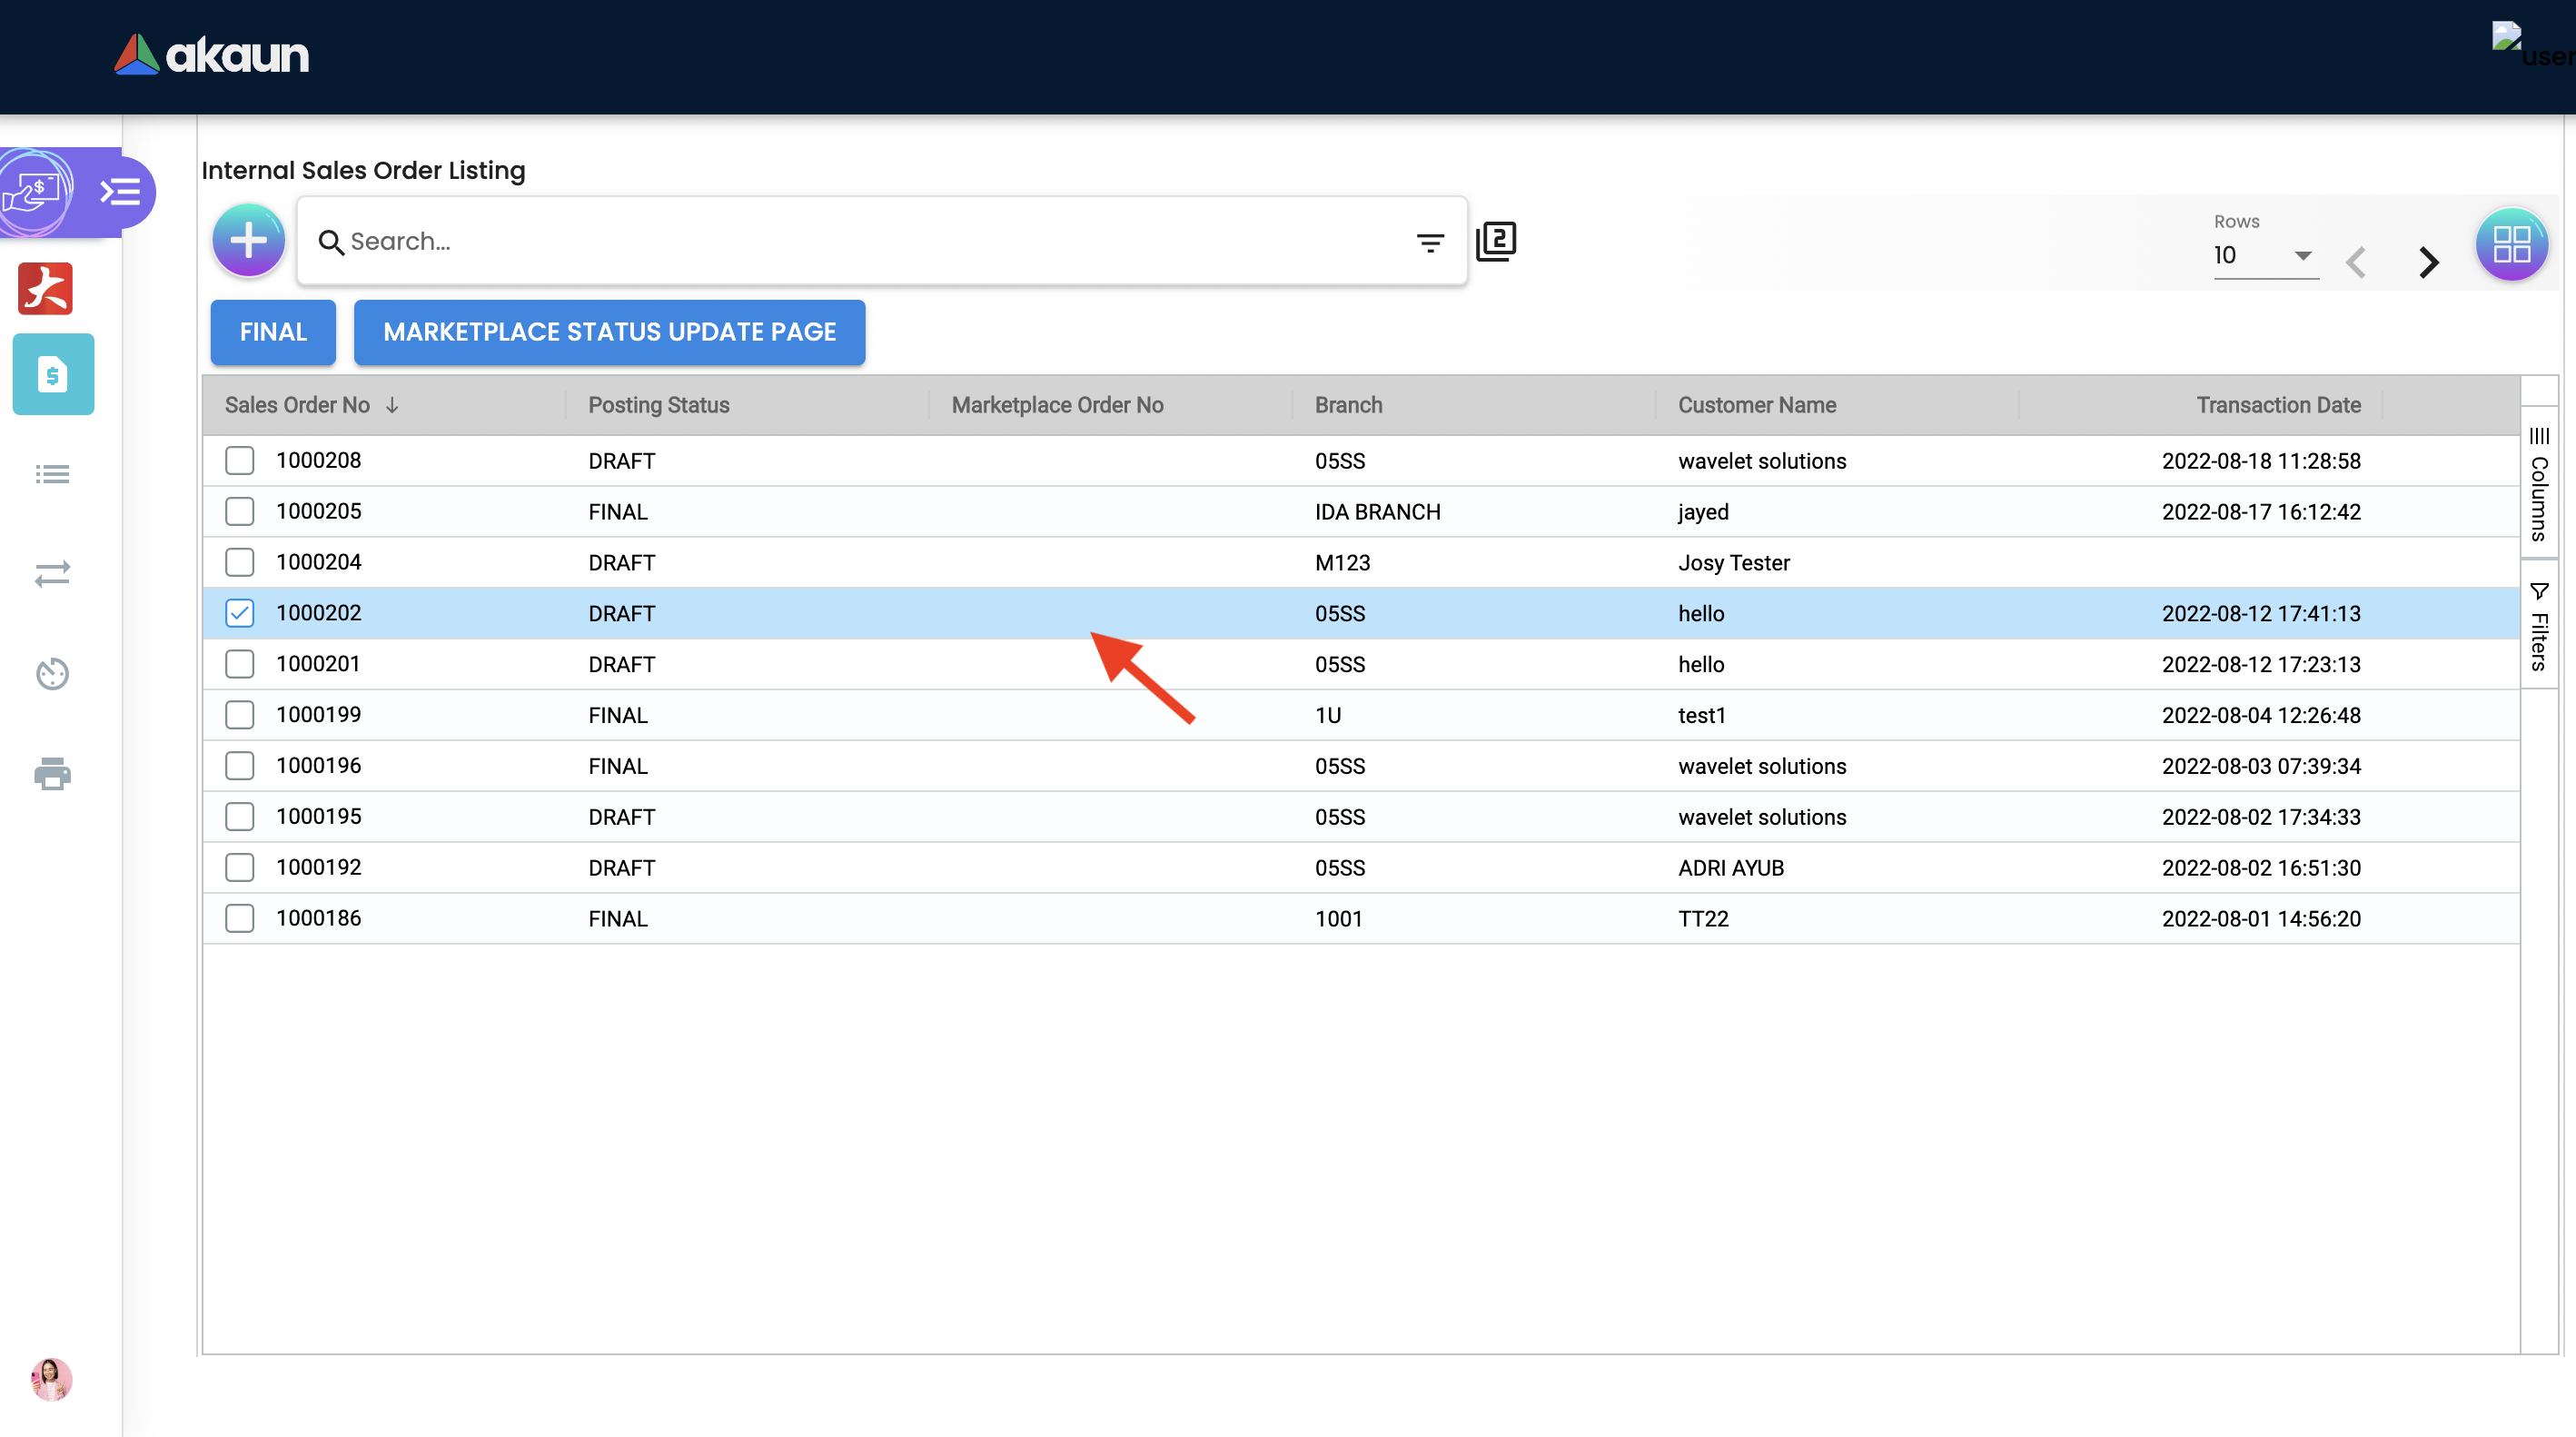 akaun
user
Internal Sales Order Listing
Search...
2
Rows
10
FINAL MARKETPLACE STATUS UPDATE PAGE
Sales Order No Posting Status Marketplace Order No Branch Customer Name Transaction Date
1000208 DRAFT 05SS wavelet solutions 2022-08-18 11:28:58
1000205 FINAL IDA BRANCH jayed 2022-08-17 16:12:42
1000204 DRAFT M123 Josy Tester
1000202 DRAFT 05SS hello 2022-08-12 17:41:13
1000201 DRAFT 05SS hello 2022-08-12 17:23:13
1000199 FINAL 1U test1 2022-08-04 12:26:48
1000196 FINAL 05SS wavelet solutions 2022-08-03 07:39:34
1000195 DRAFT 05SS wavelet solutions 2022-08-02 17:34:33
1000192 DRAFT 05SS ADRI AYUB 2022-08-02 16:51:30
1000186 FINAL 1001 TT22 2022-08-01 14:56:20
Columns
Filters